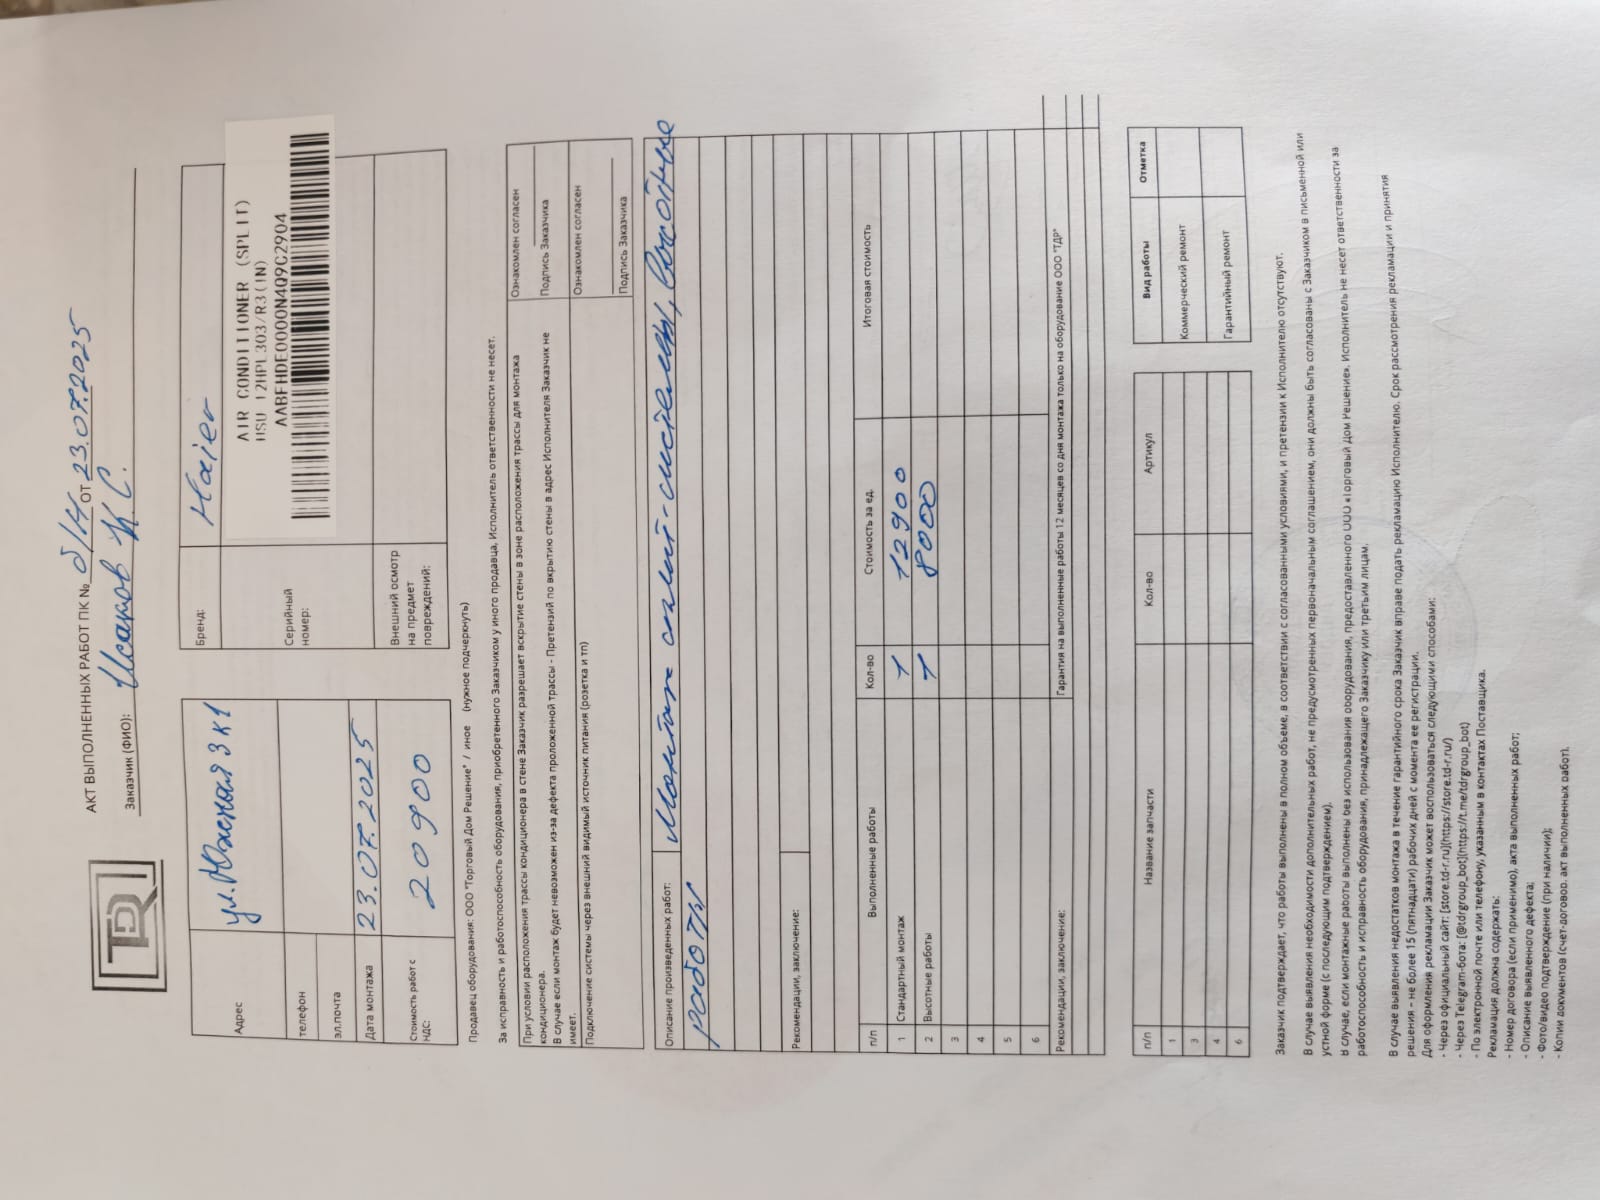 TDR
АКТ ВЫПОЛНЕННЫХ РАБОТ ПК № б/н ОТ 23.07.2025
Заказчик (ФИО): Исаков К.С.
Адрес ул. Южная 3 к1
телефон
эл.почта
Дата монтажа 23.07.2025
Стоимость работ с НДС: 20900
Бренд: Haier
Серийный номер:
AIR CONDITIONER (SPLIT)
HSU-12HPL303/R3(IN)
AABFHDE0000N4Q9C2904
Внешний осмотр на предмет повреждений:
Продавец оборудования: ООО "Торговый Дом Решение" / иное (нужное подчеркнуть)
За исправность и работоспособность оборудования, приобретенного Заказчиком у иного продавца, Исполнитель ответственности не несет.
При условии расположения трассы кондиционера в стене Заказчик разрешает вскрытие стены в зоне расположения трассы для монтажа
кондиционера.
В случае если монтаж будет невозможен из-за дефекта проложенной трассы - Претензий по вскрытию стены в адрес Исполнителя Заказчик не
имеет.
Ознакомлен согласен
Подпись Заказчика
Подключение системы через внешний видимый источник питания (розетка и тп)
Ознакомлен согласен
Подпись Заказчика
Описание произведенных работ: Монтаж сплит-системы, высотные
работы
Рекомендации, заключение:
п/п Выполненные работы Кол-во Стоимость за ед. Итоговая стоимость
1 Стандартный монтаж 1 12900
2 Высотные работы 1 8000
3
4
5
6
Рекомендации, заключение: Гарантия на выполненные работы 12 месяцев со дня монтажа только на оборудование ООО "ТДР"
п/п Название запчасти Кол-во Артикул
1
3
4
6
Вид работы Отметка
Коммерческий ремонт
Гарантийный ремонт
Заказчик подтверждает, что работы выполнены в полном объеме, в соответствии с согласованными условиями, и претензии к Исполнителю отсутствуют.
В случае выявления необходимости дополнительных работ, не предусмотренных первоначальным соглашением, они должны быть согласованы с Заказчиком в письменной или
устной форме (с последующим подтверждением).
В случае, если монтажные работы выполнены без использования оборудования, предоставленного ООО «Торговый Дом Решение», Исполнитель не несет ответственности за
работоспособность и исправность оборудования, принадлежащего Заказчику или третьим лицам.
В случае выявления недостатков монтажа в течение гарантийного срока Заказчик вправе подать рекламацию Исполнителю. Срок рассмотрения рекламации и принятия
решения - не более 15 (пятнадцати) рабочих дней с момента ее регистрации.
Для оформления рекламации Заказчик может воспользоваться следующими способами:
- Через официальный сайт: [store.td-r.ru](https://store.td-r.ru/)
- Через Telegram-бота: [@tdrgroup_bot](https://t.me/tdrgroup_bot)
- По электронной почте или телефону, указанным в контактах Поставщика.
Рекламация должна содержать:
- Номер договора (если применимо), акта выполненных работ;
- Описание выявленного дефекта;
- Фото/видео подтверждение (при наличии);
- Копии документов (счет-договор, акт выполненных работ).